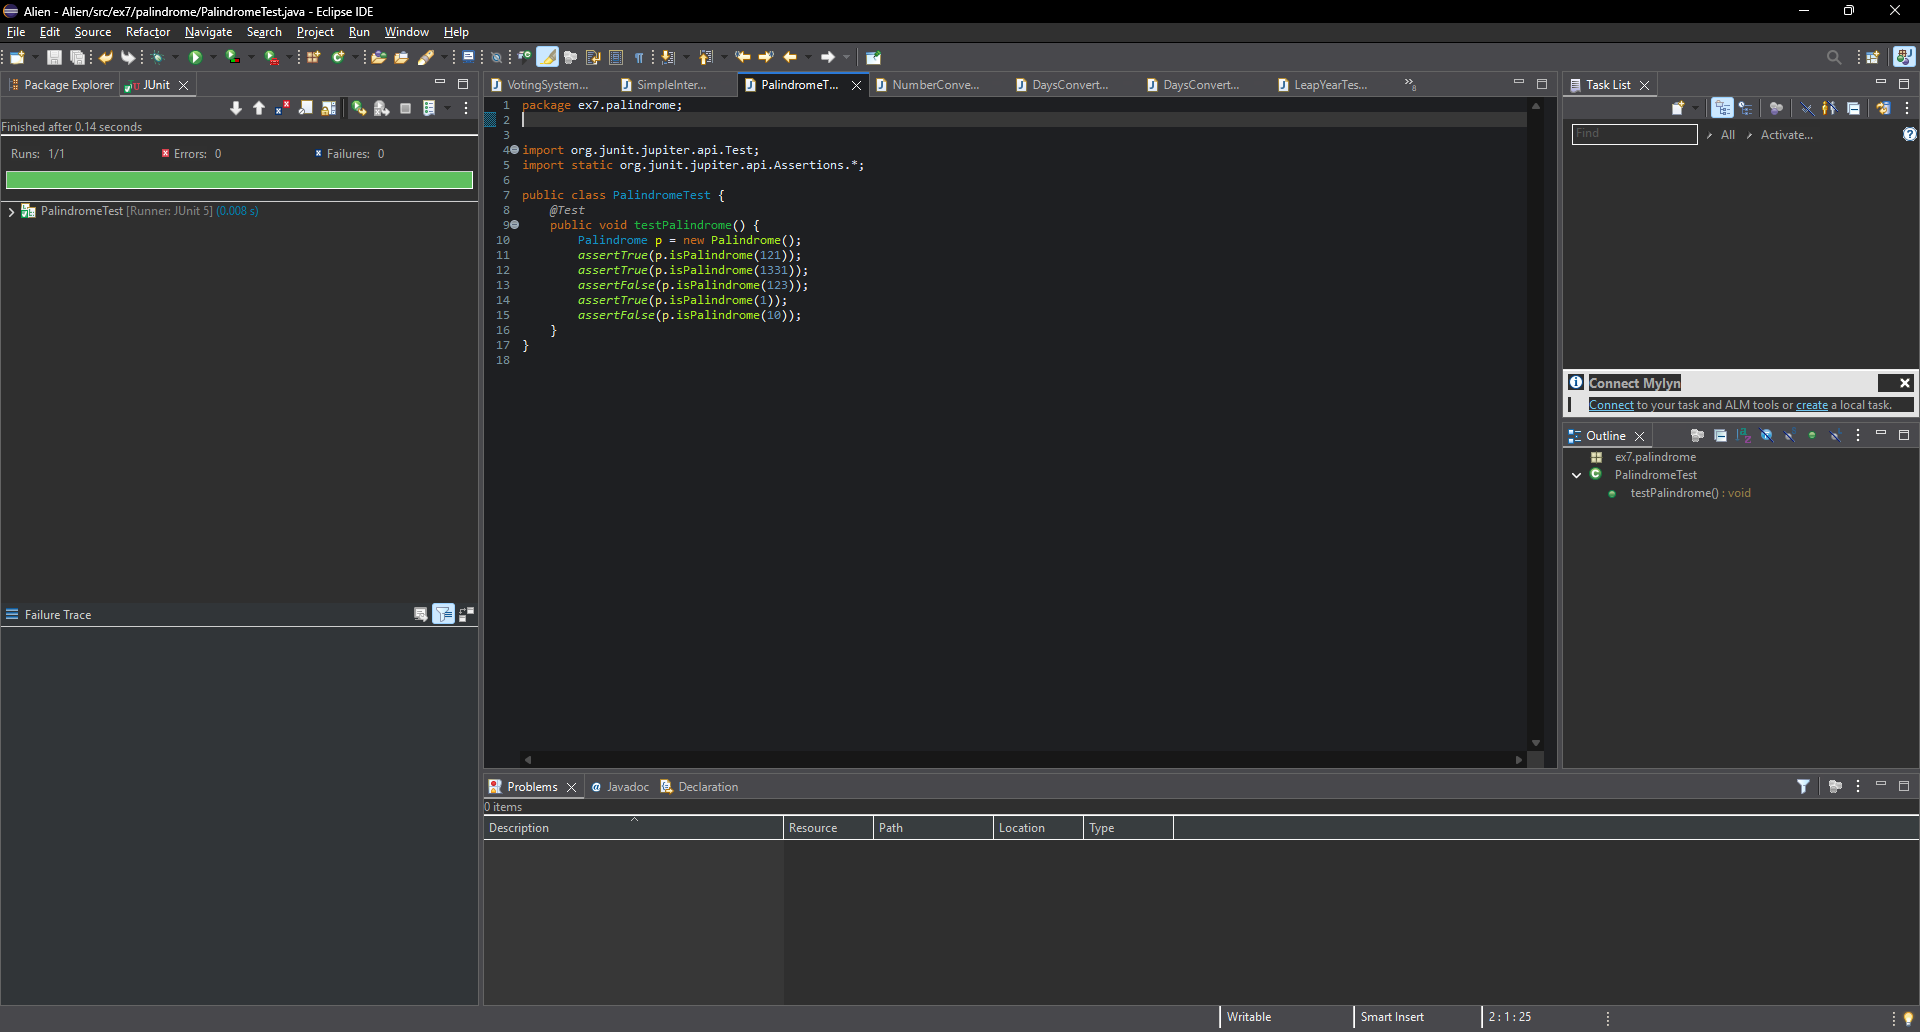 Alien - Alien/src/ex7/palindrome/PalindromeTest.java - Eclipse IDE
File Edit Source Refactor Navigate Search Project Run Window Help
Package Explorer JUnit
Finished after 0.14 seconds
Runs: 1/1 Errors: 0 Failures: 0
PalindromeTest [Runner: JUnit 5] (0.008 s)
Failure Trace
VotingSystem... SimpleInter... PalindromeT... NumberConve... DaysConvert... DaysConvert... LeapYearTes... »8
1 package ex7.palindrome;
2
3
4 import org.junit.jupiter.api.Test;
5 import static org.junit.jupiter.api.Assertions.*;
6
7 public class PalindromeTest {
8 @Test
9 public void testPalindrome() {
10 Palindrome p = new Palindrome();
11 assertTrue(p.isPalindrome(121));
12 assertTrue(p.isPalindrome(1331));
13 assertFalse(p.isPalindrome(123));
14 assertTrue(p.isPalindrome(1));
15 assertFalse(p.isPalindrome(10));
16 }
17 }
18
Task List
Find All Activate...
Connect Mylyn
Connect to your task and ALM tools or create a local task.
Outline
ex7.palindrome
PalindromeTest
testPalindrome() : void
Problems Javadoc Declaration
0 items
Description Resource Path Location Type
Writable Smart Insert 2 : 1 : 25